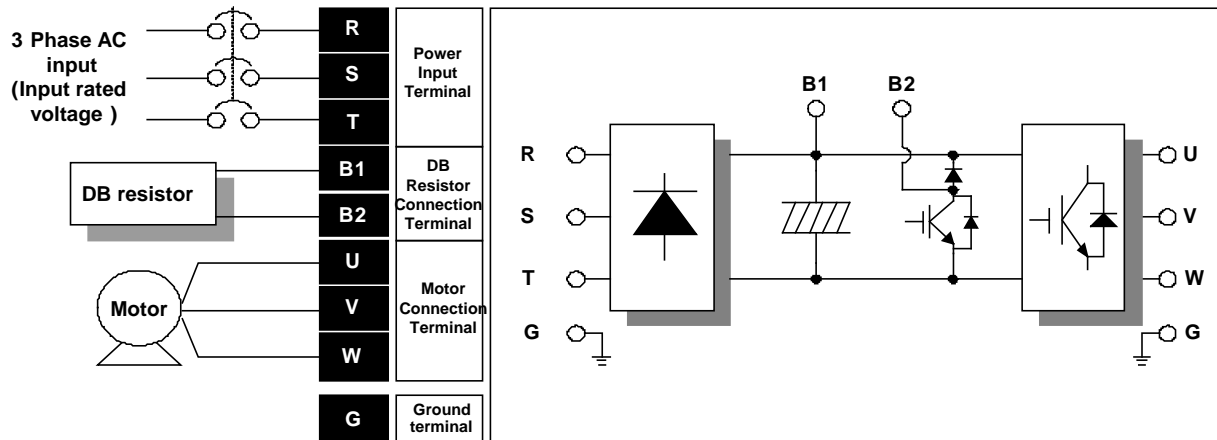 3 Phase AC
input
(Input rated
voltage )
R
S
T
Power
Input
Terminal
DB resistor
B1
B2
DB
Resistor
Connection
Terminal
Motor
U
V
W
Motor
Connection
Terminal
G
Ground
terminal
B1 B2
R
S
T
G
U
V
W
G